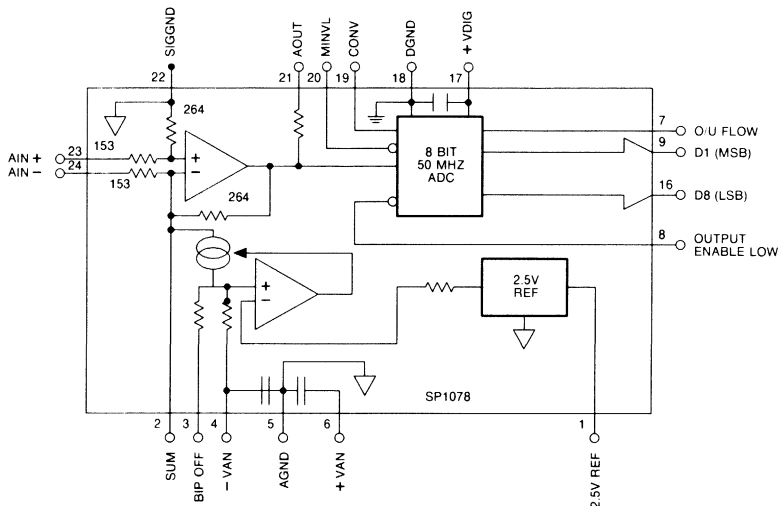 SIGGND
AOUT
MINVL
CONV
DGND
+ VDIG
22
21
20
19
18
17
264
7
O/U FLOW
153
23
AIN +
+
8 BIT
50 MHZ
ADC
9
D1 (MSB)
24
AIN −
−
153
264
16
D8 (LSB)
8
OUTPUT
ENABLE LOW
+
−
2.5V
REF
SP1078
2
3
4
5
6
1
SUM
BIP OFF
− VAN
AGND
+ VAN
2.5V REF